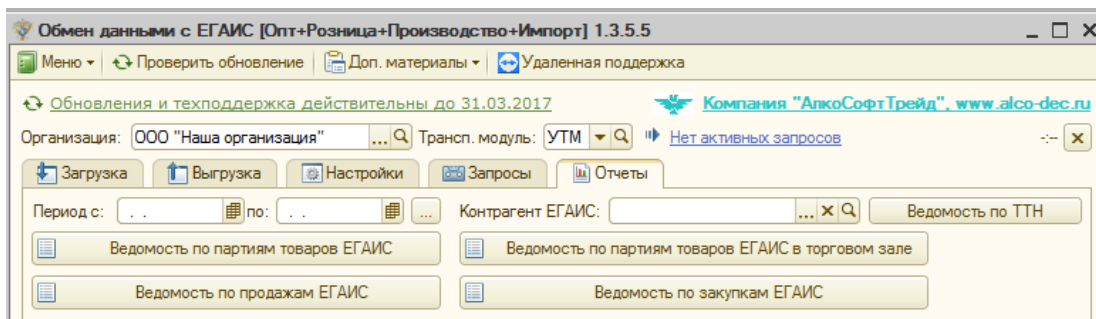 Обмен данными с ЕГАИС [Опт+Розница+Производство+Импорт] 1.3.5.5
Меню Проверить обновление Доп. материалы Удаленная поддержка
Обновления и техподдержка действительны до 31.03.2017 Компания "АлкоСофтТрейд", www.alco-dec.ru
Организация: ООО "Наша организация" ... Трансп. модуль: УТМ Нет активных запросов -:--
Загрузка Выгрузка Настройки Запросы Отчеты
Период с: . . по: . . ... Контрагент ЕГАИС: ... Ведомость по ТТН
Ведомость по партиям товаров ЕГАИС Ведомость по партиям товаров ЕГАИС в торговом зале
Ведомость по продажам ЕГАИС Ведомость по закупкам ЕГАИС